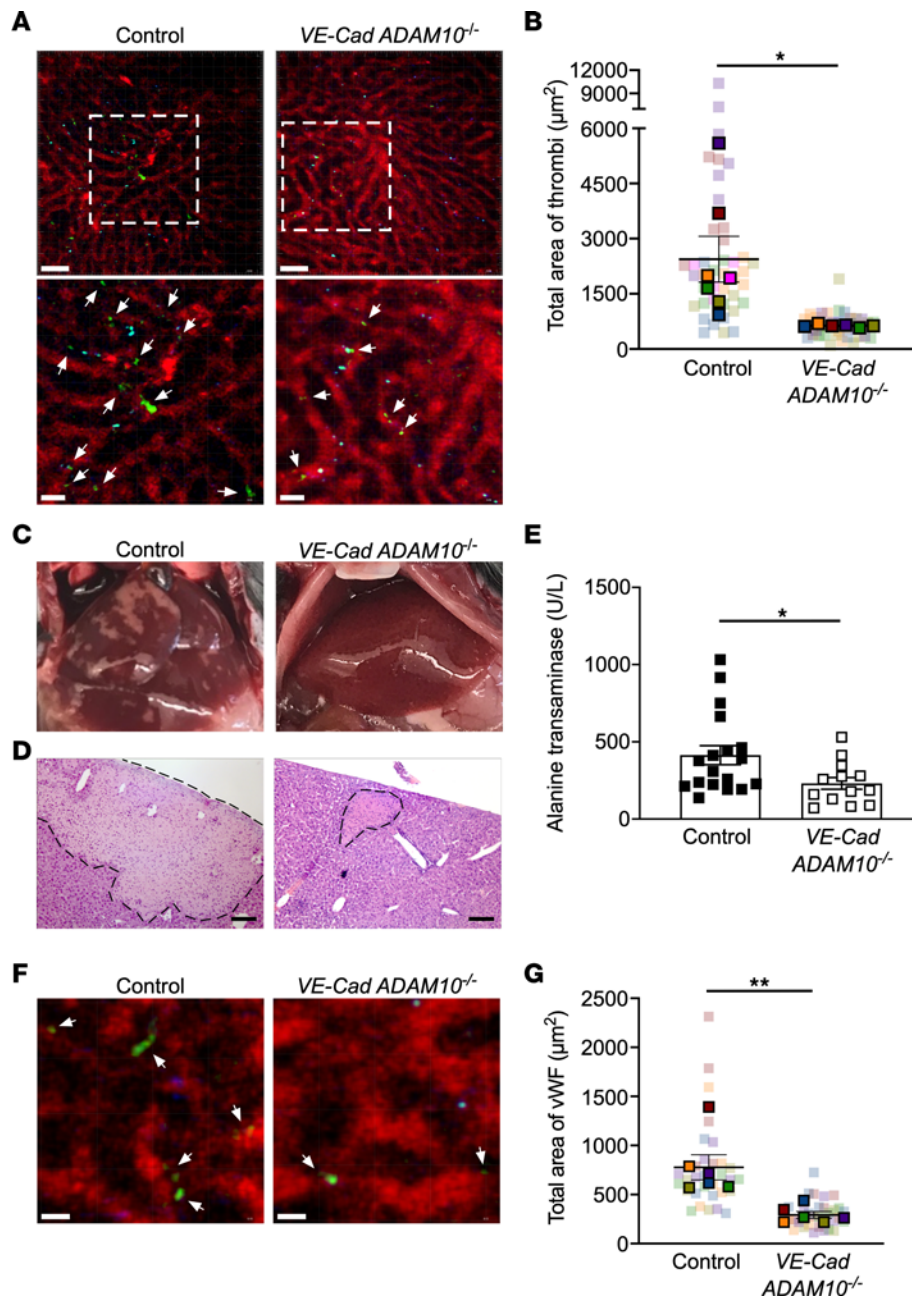 A
Control
VE-Cad ADAM10-/-
B
*
12000
9000
6000
4500
3000
1500
0
Total area of thrombi (µm²)
Control
VE-Cad
ADAM10-/-
C
Control
VE-Cad ADAM10-/-
D
E
*
1500
1000
500
0
Alanine transaminase (U/L)
Control
VE-Cad
ADAM10-/-
F
Control
VE-Cad ADAM10-/-
G
**
2500
2000
1500
1000
500
0
Total area of vWF (µm²)
Control
VE-Cad
ADAM10-/-